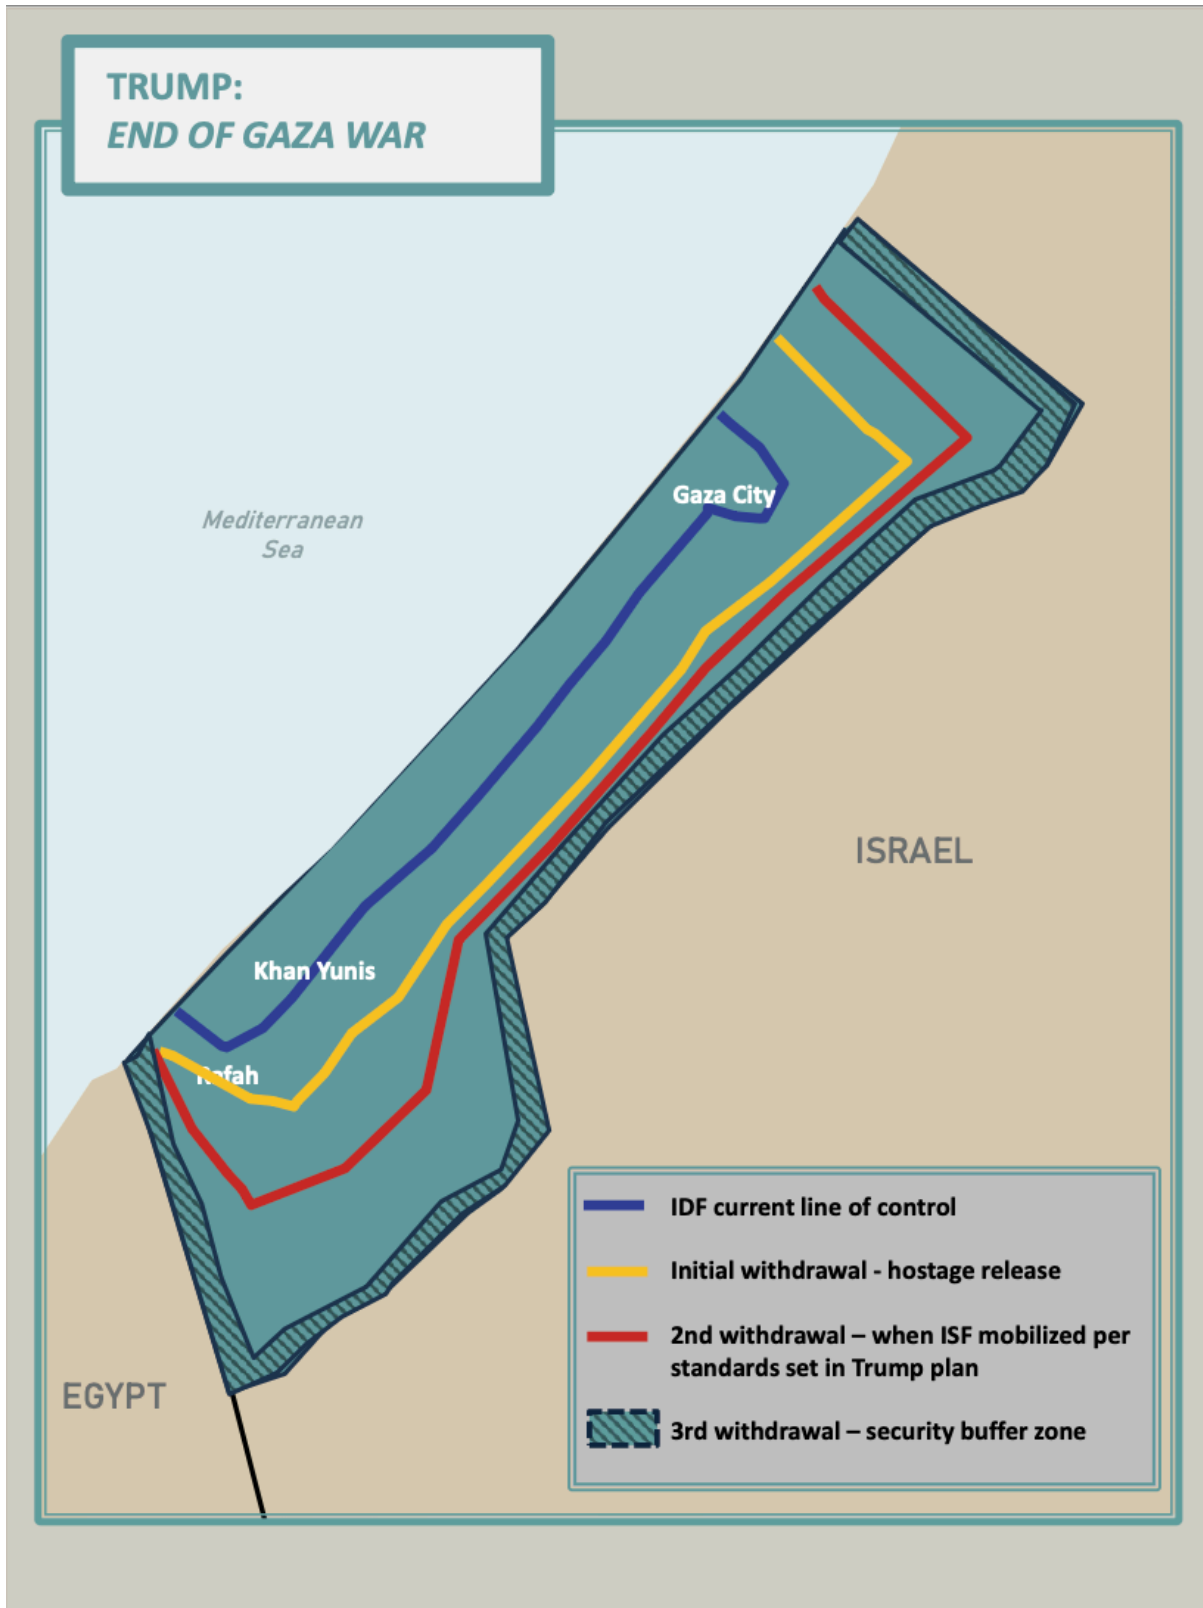 TRUMP:
END OF GAZA WAR
Mediterranean
Sea
Gaza City
ISRAEL
Khan Yunis
Rafah
EGYPT
IDF current line of control
Initial withdrawal - hostage release
2nd withdrawal – when ISF mobilized per
standards set in Trump plan
3rd withdrawal – security buffer zone